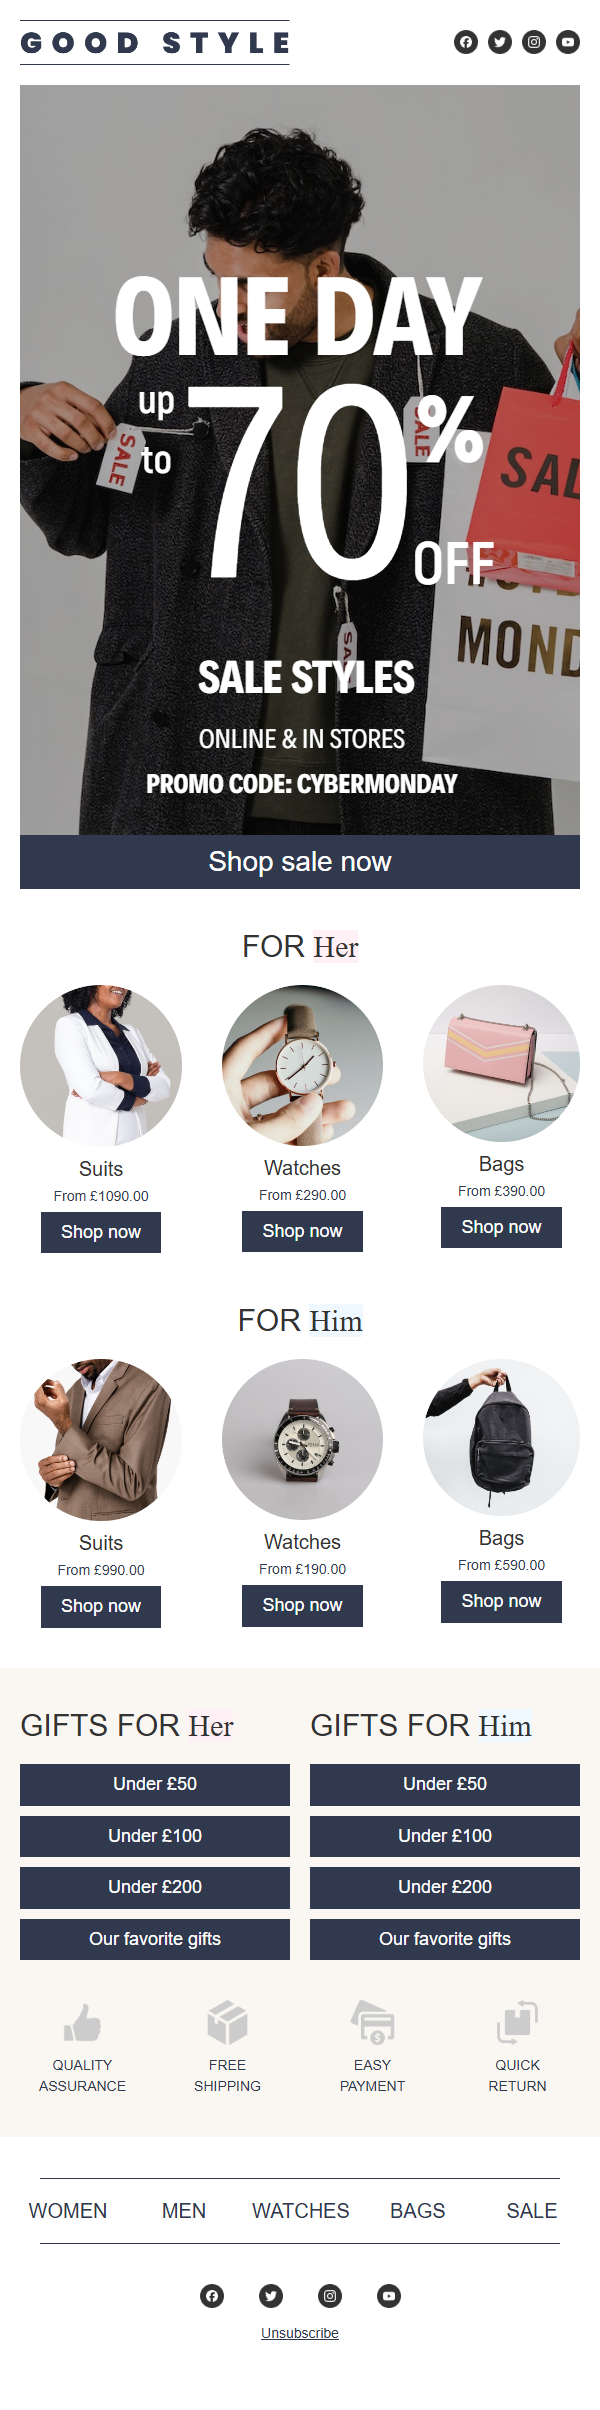 GOOD STYLE
ONE DAY
up
to
70%
OFF
SALE
SALE
SAL
MOND
SALE STYLES
ONLINE & IN STORES
PROMO CODE: CYBERMONDAY
Shop sale now
FOR Her
Suits
Watches
Bags
From £1090.00
From £290.00
From £390.00
Shop now
Shop now
Shop now
FOR Him
Suits
Watches
Bags
From £990.00
From £190.00
From £590.00
Shop now
Shop now
Shop now
GIFTS FOR Her
Under £50
Under £100
Under £200
Our favorite gifts
GIFTS FOR Him
Under £50
Under £100
Under £200
Our favorite gifts
QUALITY
ASSURANCE
FREE
SHIPPING
EASY
PAYMENT
QUICK
RETURN
WOMEN MEN WATCHES BAGS SALE
Unsubscribe